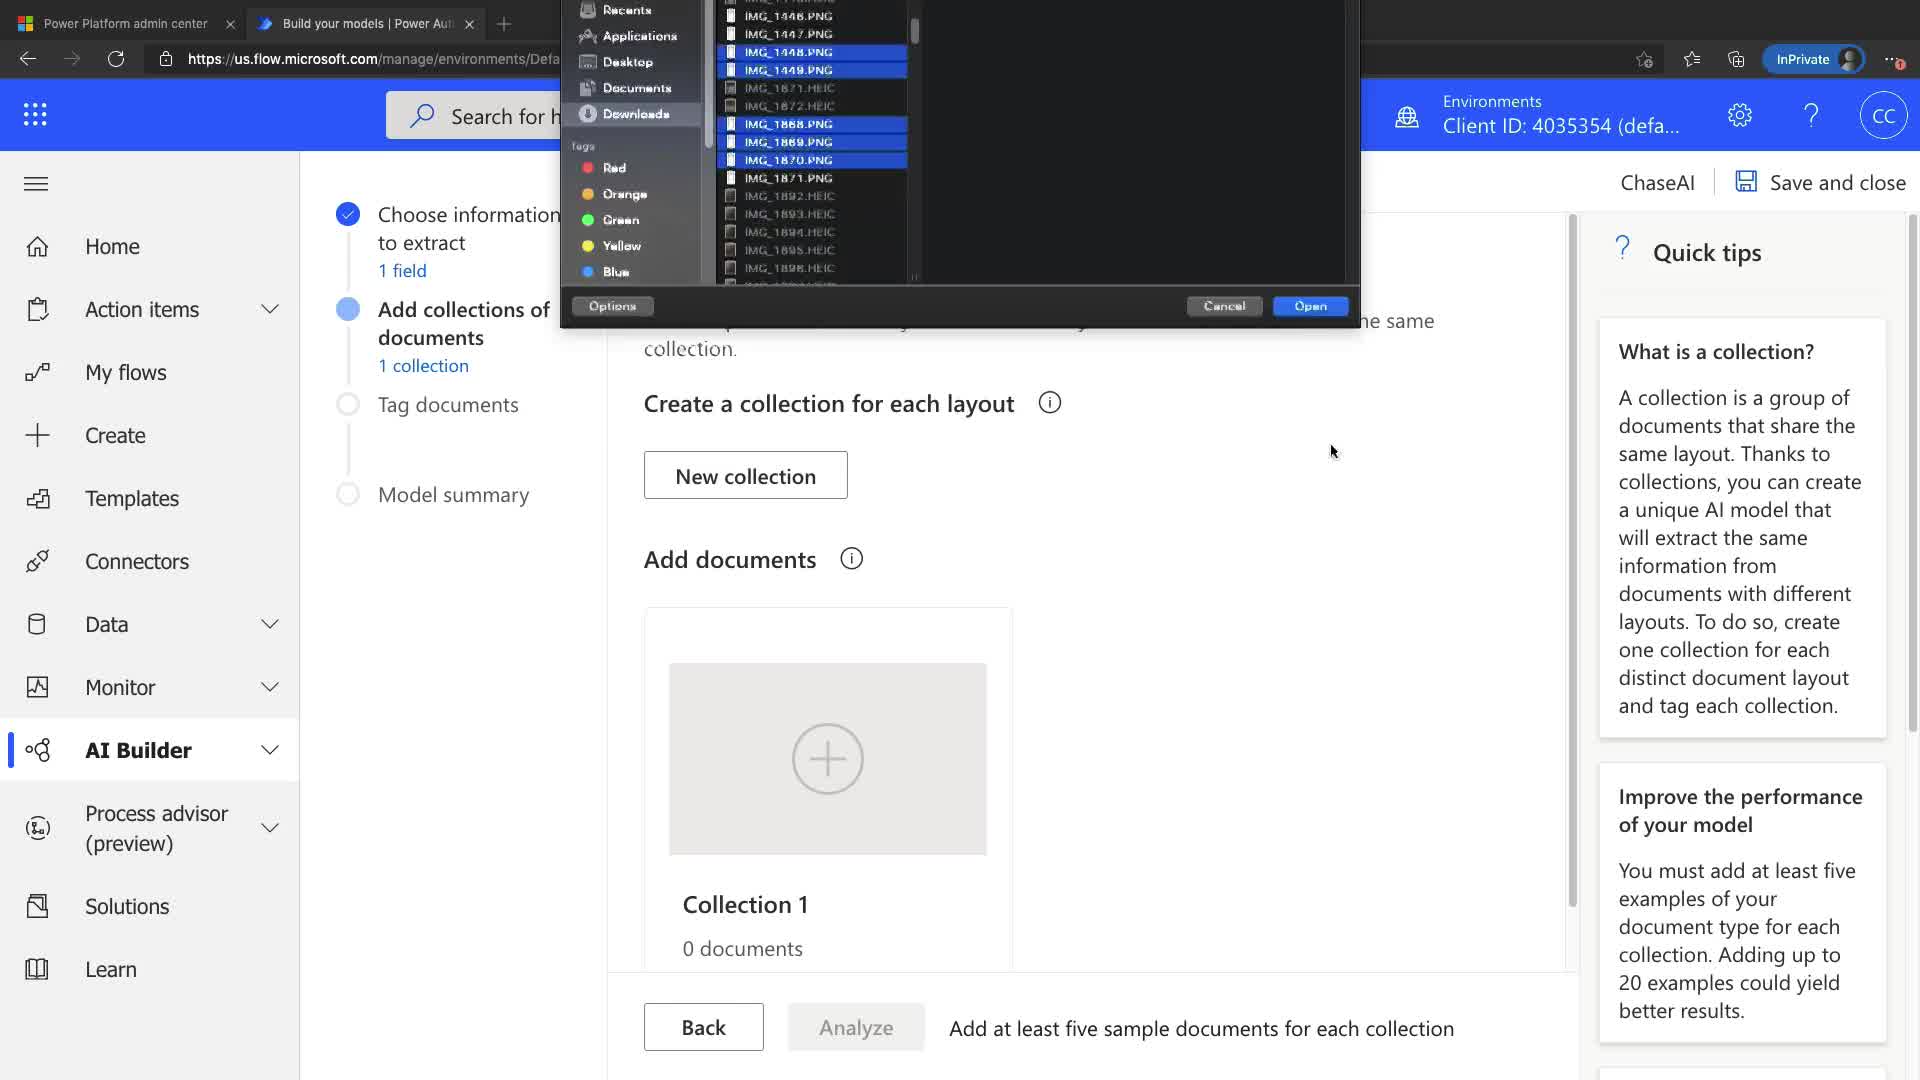 Power Platform admin center
Build your models | Power Aut
https://us.flow.microsoft.com/manage/environments/Defa
InPrivate
Search for h
Environments
Client ID: 4035354 (defa...
CC
Recents
Applications
Desktop
Documents
Downloads
Tags
Red
Orange
Green
Yellow
Blue
IMG_1446.PNG
IMG_1447.PNG
IMG_1448.PNG
IMG_1449.PNG
IMG_1871.HEIC
IMG_1872.HEIC
IMG_1868.PNG
IMG_1869.PNG
IMG_1870.PNG
IMG_1871.PNG
IMG_1892.HEIC
IMG_1893.HEIC
IMG_1894.HEIC
IMG_1895.HEIC
IMG_1896.HEIC
Options
Cancel
Open
ChaseAI
Save and close
Home
Action items
My flows
Create
Templates
Connectors
Data
Monitor
AI Builder
Process advisor
(preview)
Solutions
Learn
Choose information
to extract
1 field
Add collections of
documents
1 collection
Tag documents
Model summary
he same
collection.
Create a collection for each layout
New collection
Add documents
Collection 1
0 documents
Back
Analyze
Add at least five sample documents for each collection
Quick tips
What is a collection?
A collection is a group of
documents that share the
same layout. Thanks to
collections, you can create
a unique AI model that
will extract the same
information from
documents with different
layouts. To do so, create
one collection for each
distinct document layout
and tag each collection.
Improve the performance
of your model
You must add at least five
examples of your
document type for each
collection. Adding up to
20 examples could yield
better results.